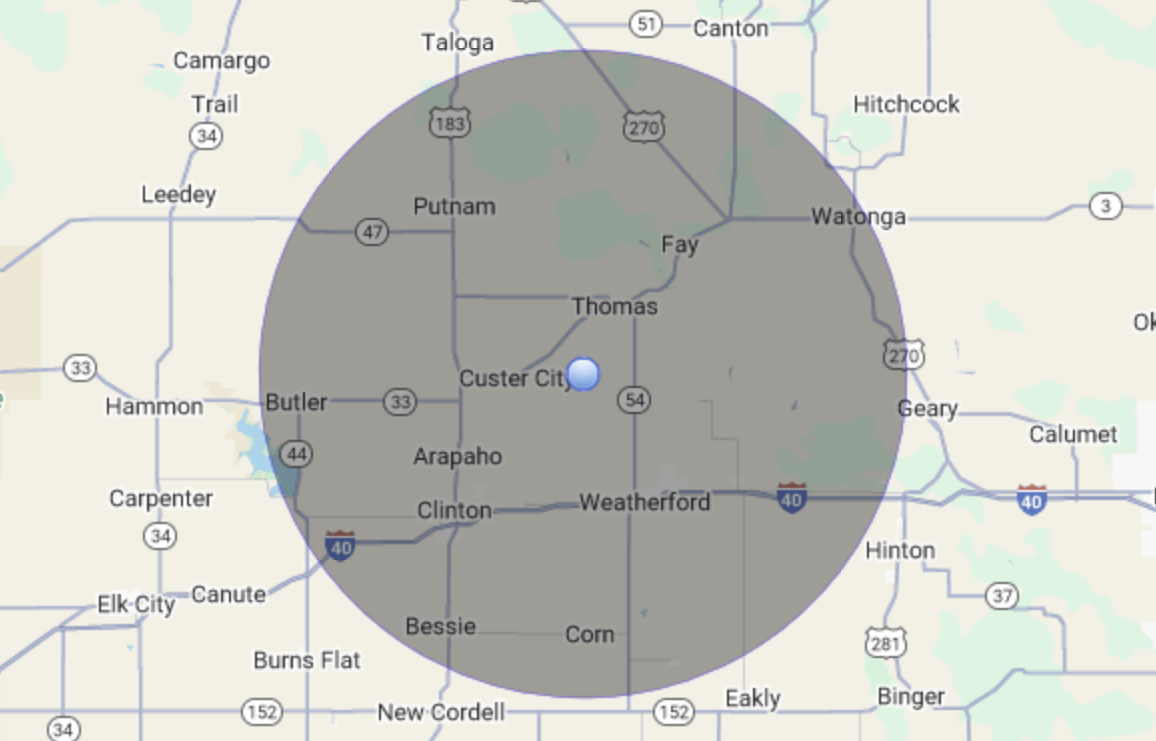 51
Canton
Taloga
Camargo
Trail
Hitchcock
183
270
34
Leedey
Putnam
3
Watonga
47
Fay
Thomas
Ok
270
33
Custer City
Butler
33
54
Hammon
Geary
Calumet
44
Arapaho
Carpenter
Weatherford
40
40
Clinton
34
40
Hinton
Canute
37
Elk City
Bessie
Corn
281
Burns Flat
Eakly
Binger
152
New Cordell
152
34